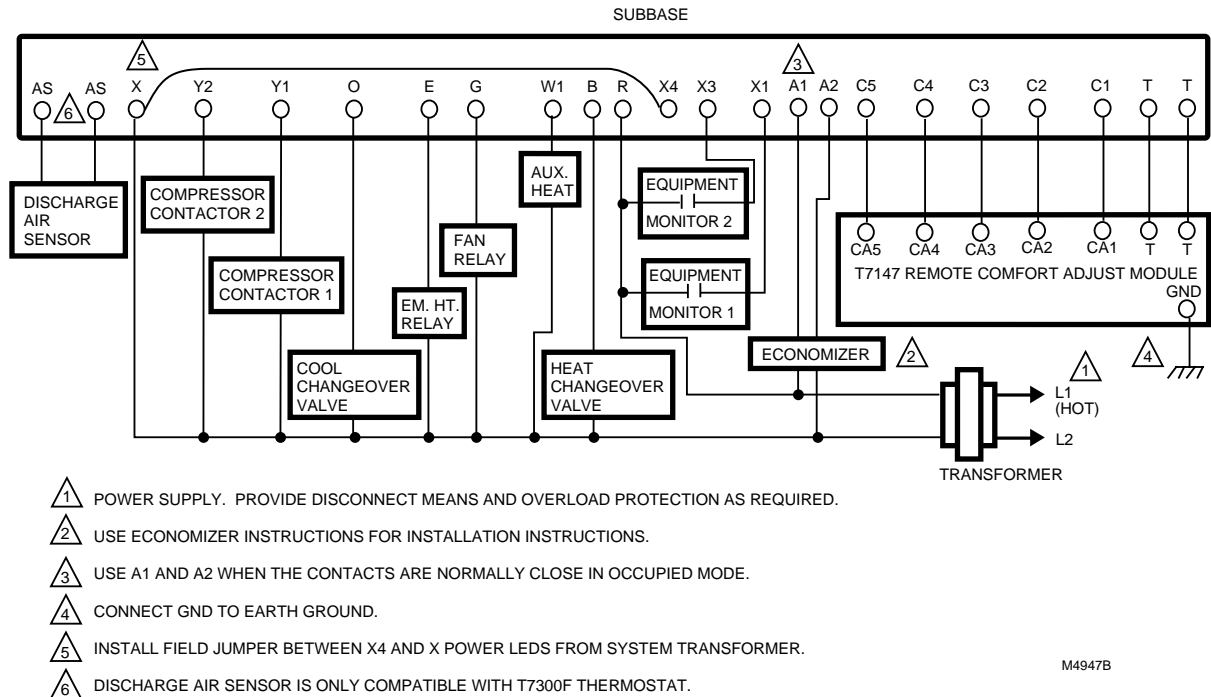 SUBBASE
5
3
AS AS X Y2 Y1 O E G W1 B R X4 X3 X1 A1 A2 C5 C4 C3 C2 C1 T T
6
DISCHARGE
AIR
SENSOR
COMPRESSOR
CONTACTOR 2
COMPRESSOR
CONTACTOR 1
COOL
CHANGEOVER
VALVE
EM. HT.
RELAY
FAN
RELAY
AUX.
HEAT
HEAT
CHANGEOVER
VALVE
EQUIPMENT
MONITOR 2
EQUIPMENT
MONITOR 1
ECONOMIZER
CA5 CA4 CA3 CA2 CA1 T T
T7147 REMOTE COMFORT ADJUST MODULE
GND
2
4
1
L1
(HOT)
L2
TRANSFORMER
1 POWER SUPPLY. PROVIDE DISCONNECT MEANS AND OVERLOAD PROTECTION AS REQUIRED.
2 USE ECONOMIZER INSTRUCTIONS FOR INSTALLATION INSTRUCTIONS.
3 USE A1 AND A2 WHEN THE CONTACTS ARE NORMALLY CLOSE IN OCCUPIED MODE.
4 CONNECT GND TO EARTH GROUND.
5 INSTALL FIELD JUMPER BETWEEN X4 AND X POWER LEDS FROM SYSTEM TRANSFORMER.
6 DISCHARGE AIR SENSOR IS ONLY COMPATIBLE WITH T7300F THERMOSTAT.
M4947B